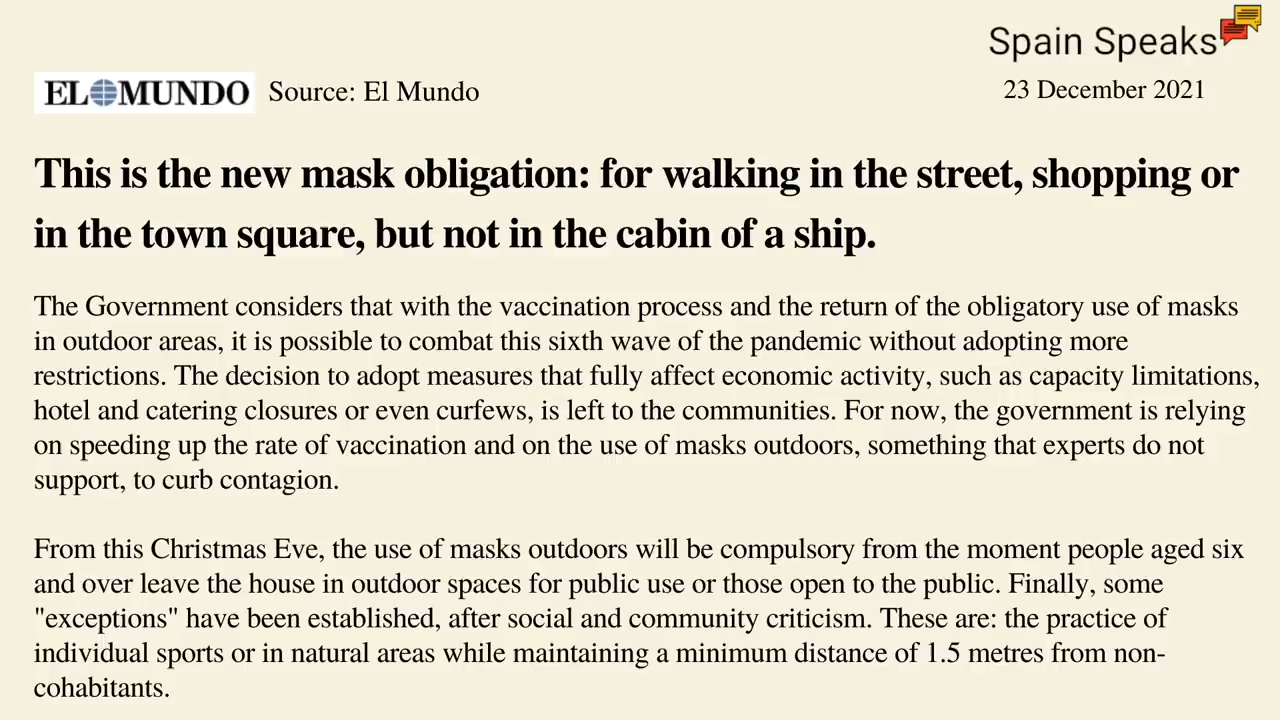 Spain Speaks
EL MUNDO Source: El Mundo
23 December 2021
This is the new mask obligation: for walking in the street, shopping or
in the town square, but not in the cabin of a ship.
The Government considers that with the vaccination process and the return of the obligatory use of masks
in outdoor areas, it is possible to combat this sixth wave of the pandemic without adopting more
restrictions. The decision to adopt measures that fully affect economic activity, such as capacity limitations,
hotel and catering closures or even curfews, is left to the communities. For now, the government is relying
on speeding up the rate of vaccination and on the use of masks outdoors, something that experts do not
support, to curb contagion.
From this Christmas Eve, the use of masks outdoors will be compulsory from the moment people aged six
and over leave the house in outdoor spaces for public use or those open to the public. Finally, some
"exceptions" have been established, after social and community criticism. These are: the practice of
individual sports or in natural areas while maintaining a minimum distance of 1.5 metres from non-
cohabitants.